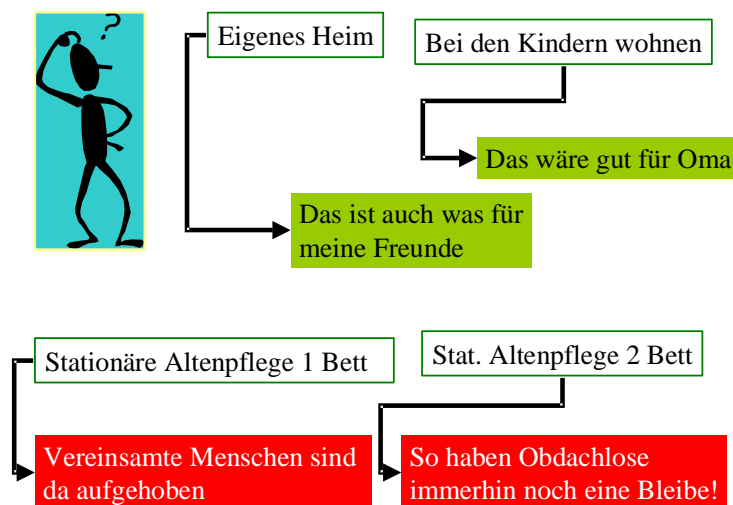 ?
Eigenes Heim
Bei den Kindern wohnen
Das wäre gut für Oma
Das ist auch was für
meine Freunde
Stationäre Altenpflege 1 Bett
Stat. Altenpflege 2 Bett
Vereinsamte Menschen sind
da aufgehoben
So haben Obdachlose
immerhin noch eine Bleibe!